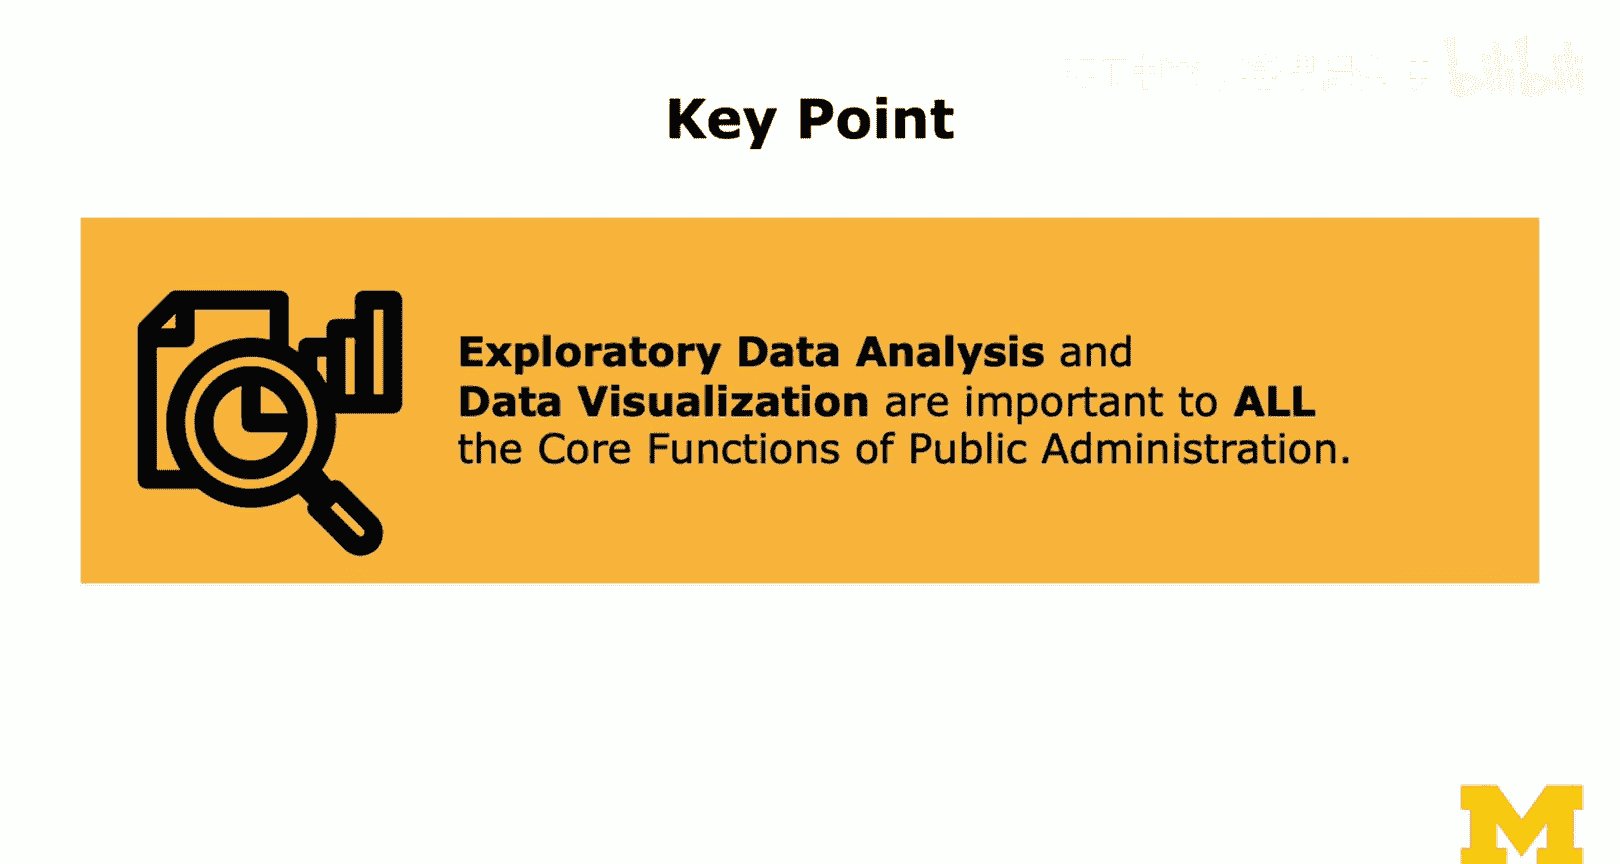 Key Point
Exploratory Data Analysis and
Data Visualization are important to ALL
the Core Functions of Public Administration.
M